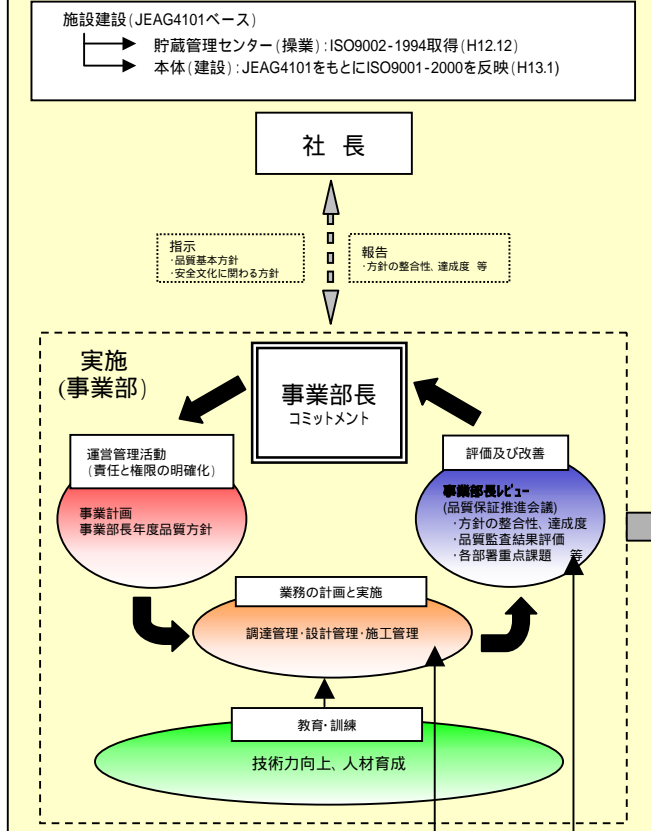 施設建設(JEAG4101ベース)
貯蔵管理センター(操業):ISO9002-1994取得(H12.12)
本体(建設):JEAG4101をもとにISO9001-2000を反映(H13.1)
社 長
指示
・品質基本方針
・安全文化に関わる方針
報告
・方針の整合性、達成度 等
実施
(事業部)
事業部長
コミットメント
運営管理活動
(責任と権限の明確化)
事業計画
事業部長年度品質方針
評価及び改善
事業部長レビュー
(品質保証推進会議)
・方針の整合性、達成度
・品質監査結果評価
・各部署重点課題 等
業務の計画と実施
調達管理・設計管理・施工管理
教育・訓練
技術力向上、人材育成